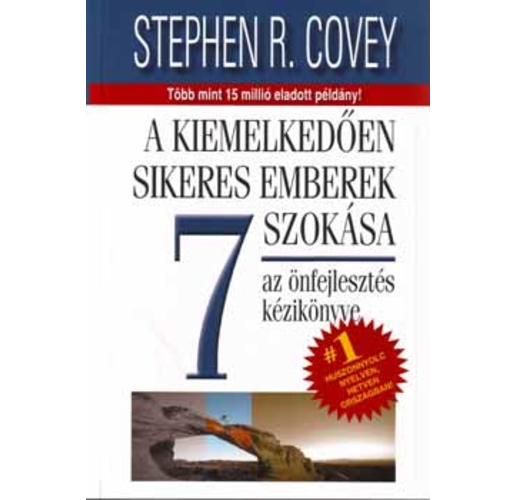 STEPHEN R. COVEY
Több mint 15 millió eladott példány!
A KIEMELKEDŐEN
SIKERES EMBEREK
7 SZOKÁSA
az önfejlesztés
kézikönyve
#1
HUSZONNYOLC
NYELVEN,
HETVEN
ORSZÁGBAN!